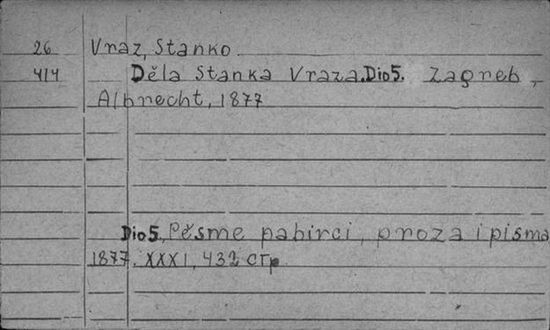 26 Vraz, Stanko.
414 Děla Stanka Vraza. Dio 5. Zagreb,
Albrecht, 1877
Dio 5. Pěsme pabirci, proza i pisma
1877. XXXI, 432 стр